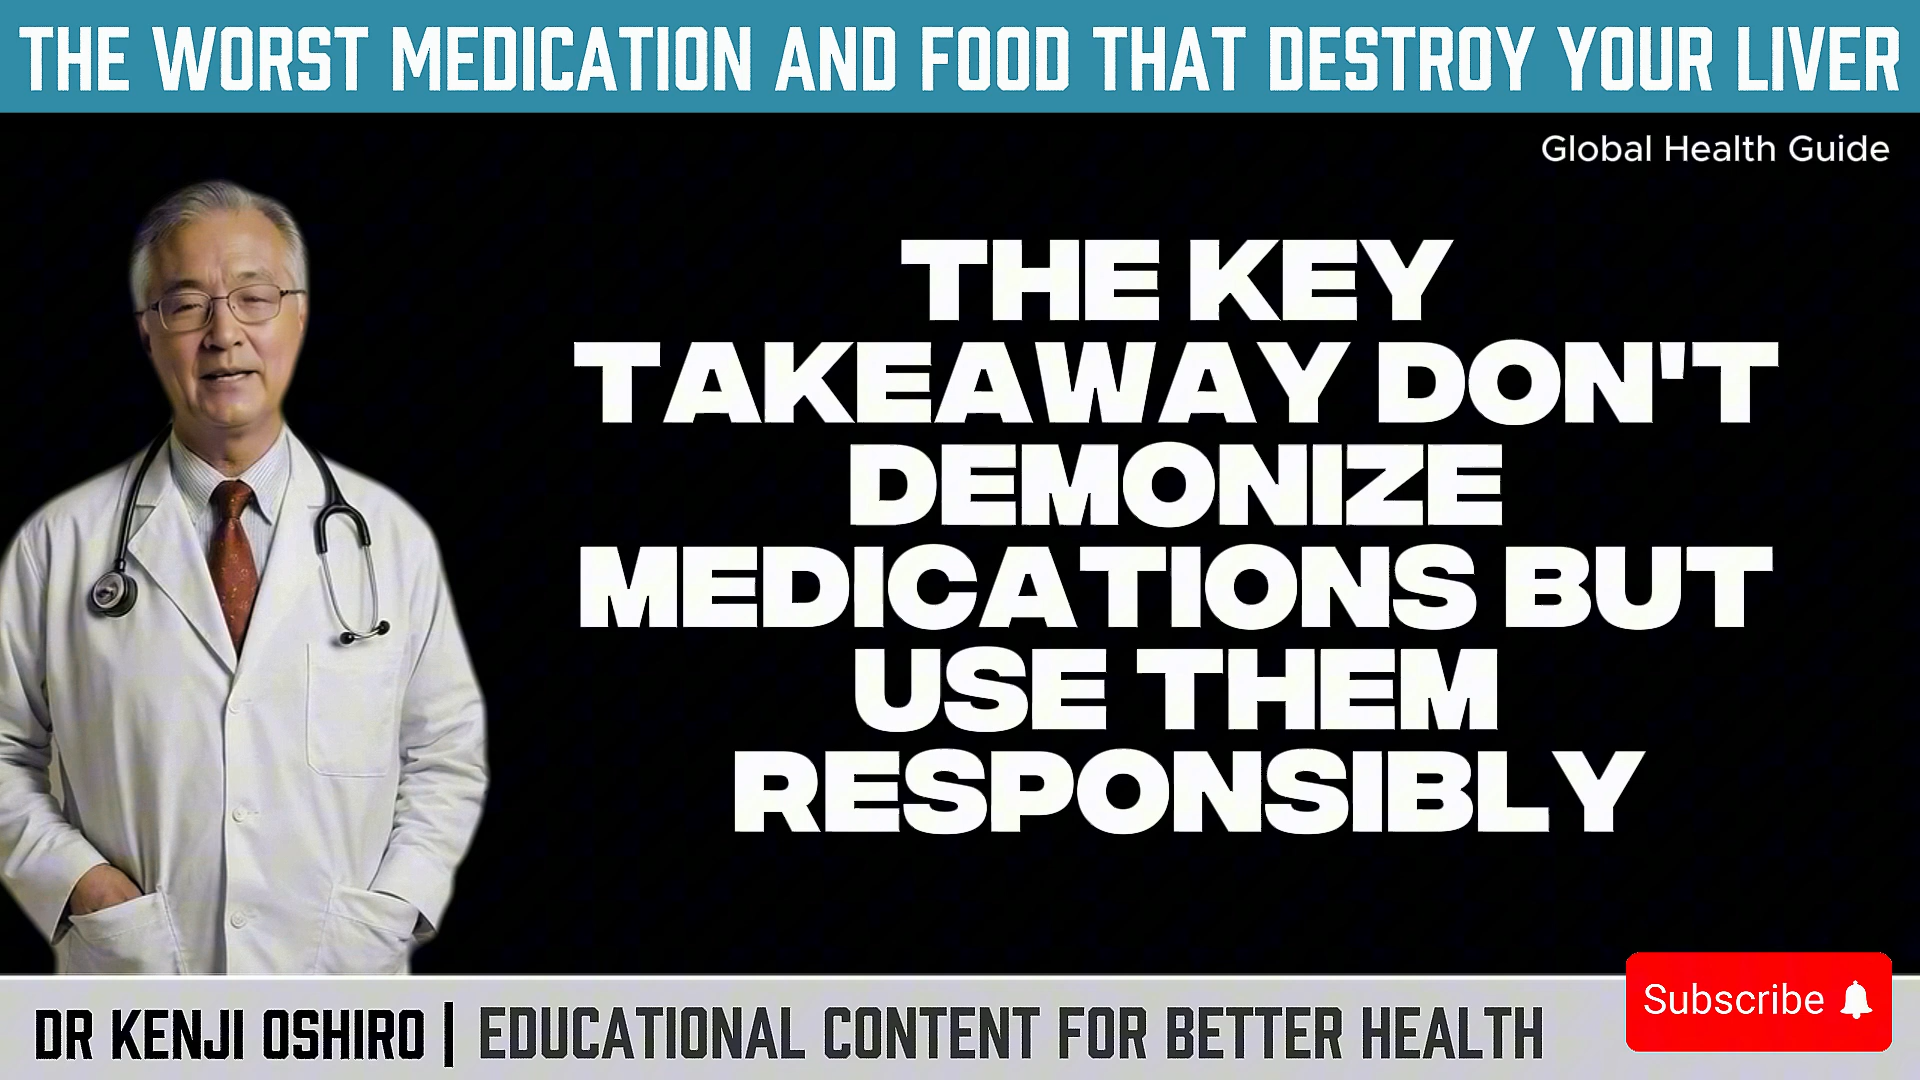 THE WORST MEDICATION AND FOOD THAT DESTROY YOUR LIVER
Global Health Guide
THE KEY
TAKEAWAY DON'T
DEMONIZE
MEDICATIONS BUT
USE THEM
RESPONSIBLY
Subscribe
DR KENJI OSHIRO | EDUCATIONAL CONTENT FOR BETTER HEALTH